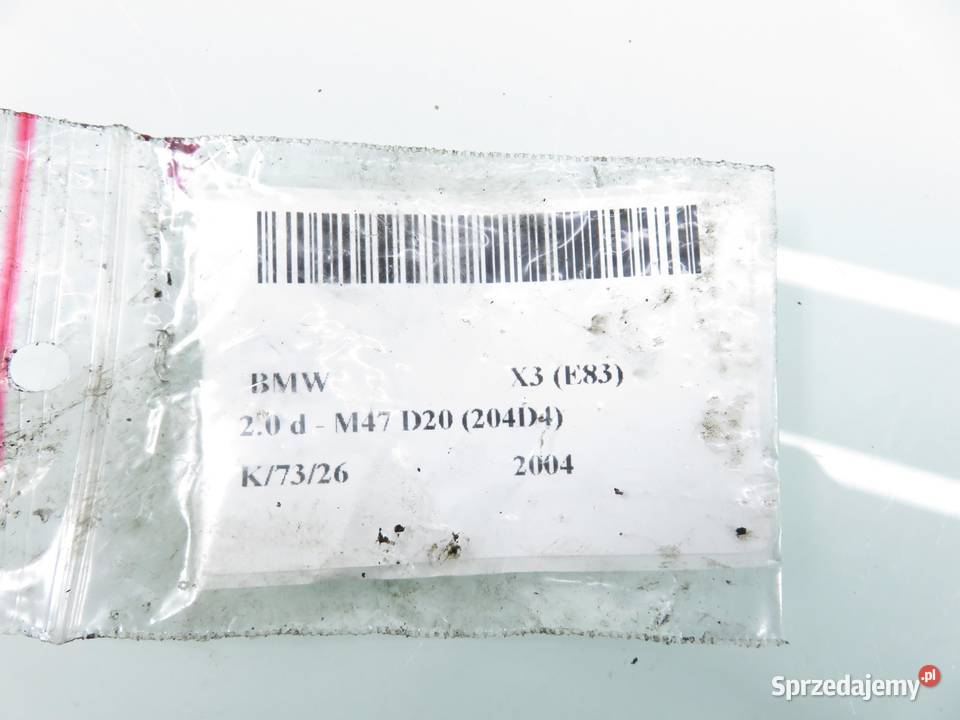 BMW X3 (E83)
2.0 d - M47 D20 (204D4)
K/73/26 2004
Sprzedajemy.pl